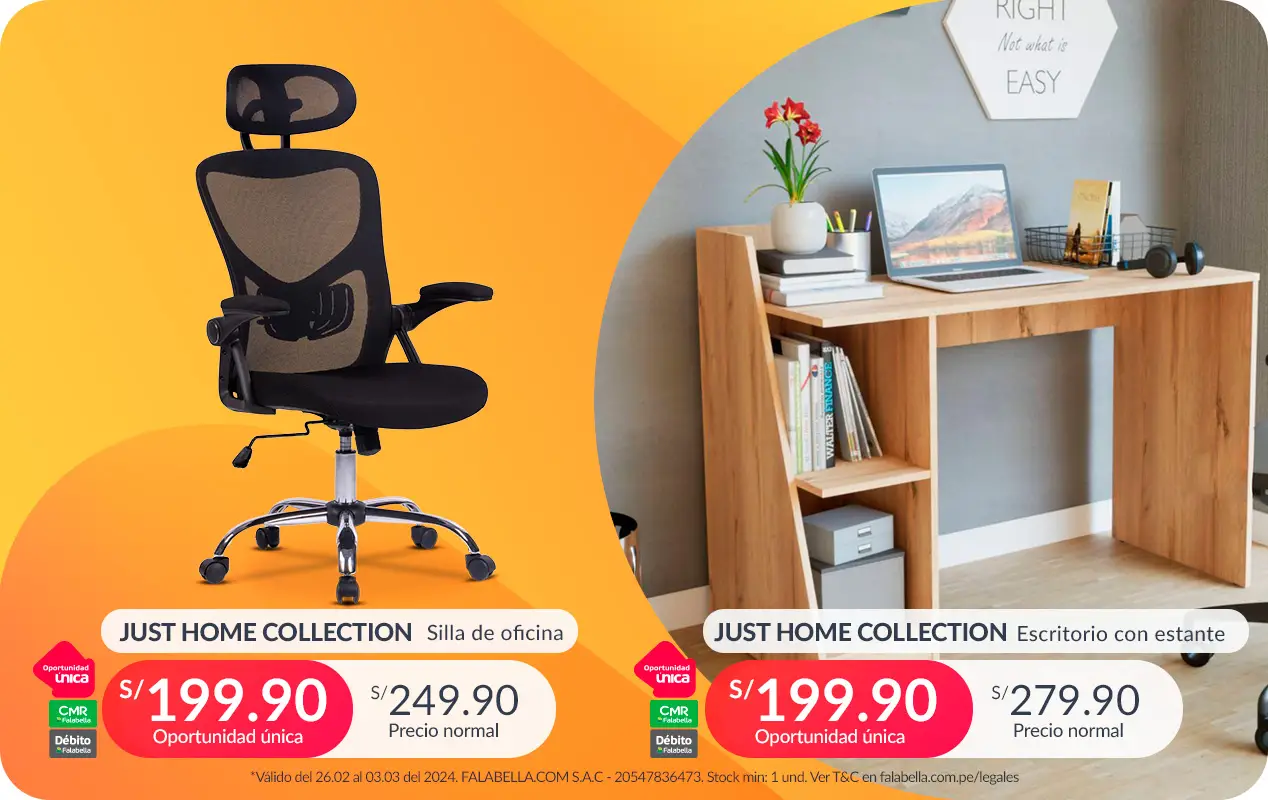 RIGHT
Not what is
EASY
WALTER FINANCE
JUST HOME COLLECTION Silla de oficina
Oportunidad
única
CMR
Falabella
Débito
Falabella
S/199.90
Oportunidad única
S/249.90
Precio normal
JUST HOME COLLECTION Escritorio con estante
Oportunidad
única
CMR
Falabella
Débito
Falabella
S/199.90
Oportunidad única
S/279.90
Precio normal
*Válido del 26.02 al 03.03 del 2024. FALABELLA.COM S.A.C - 20547836473. Stock min: 1 und. Ver T&C en falabella.com.pe/legales